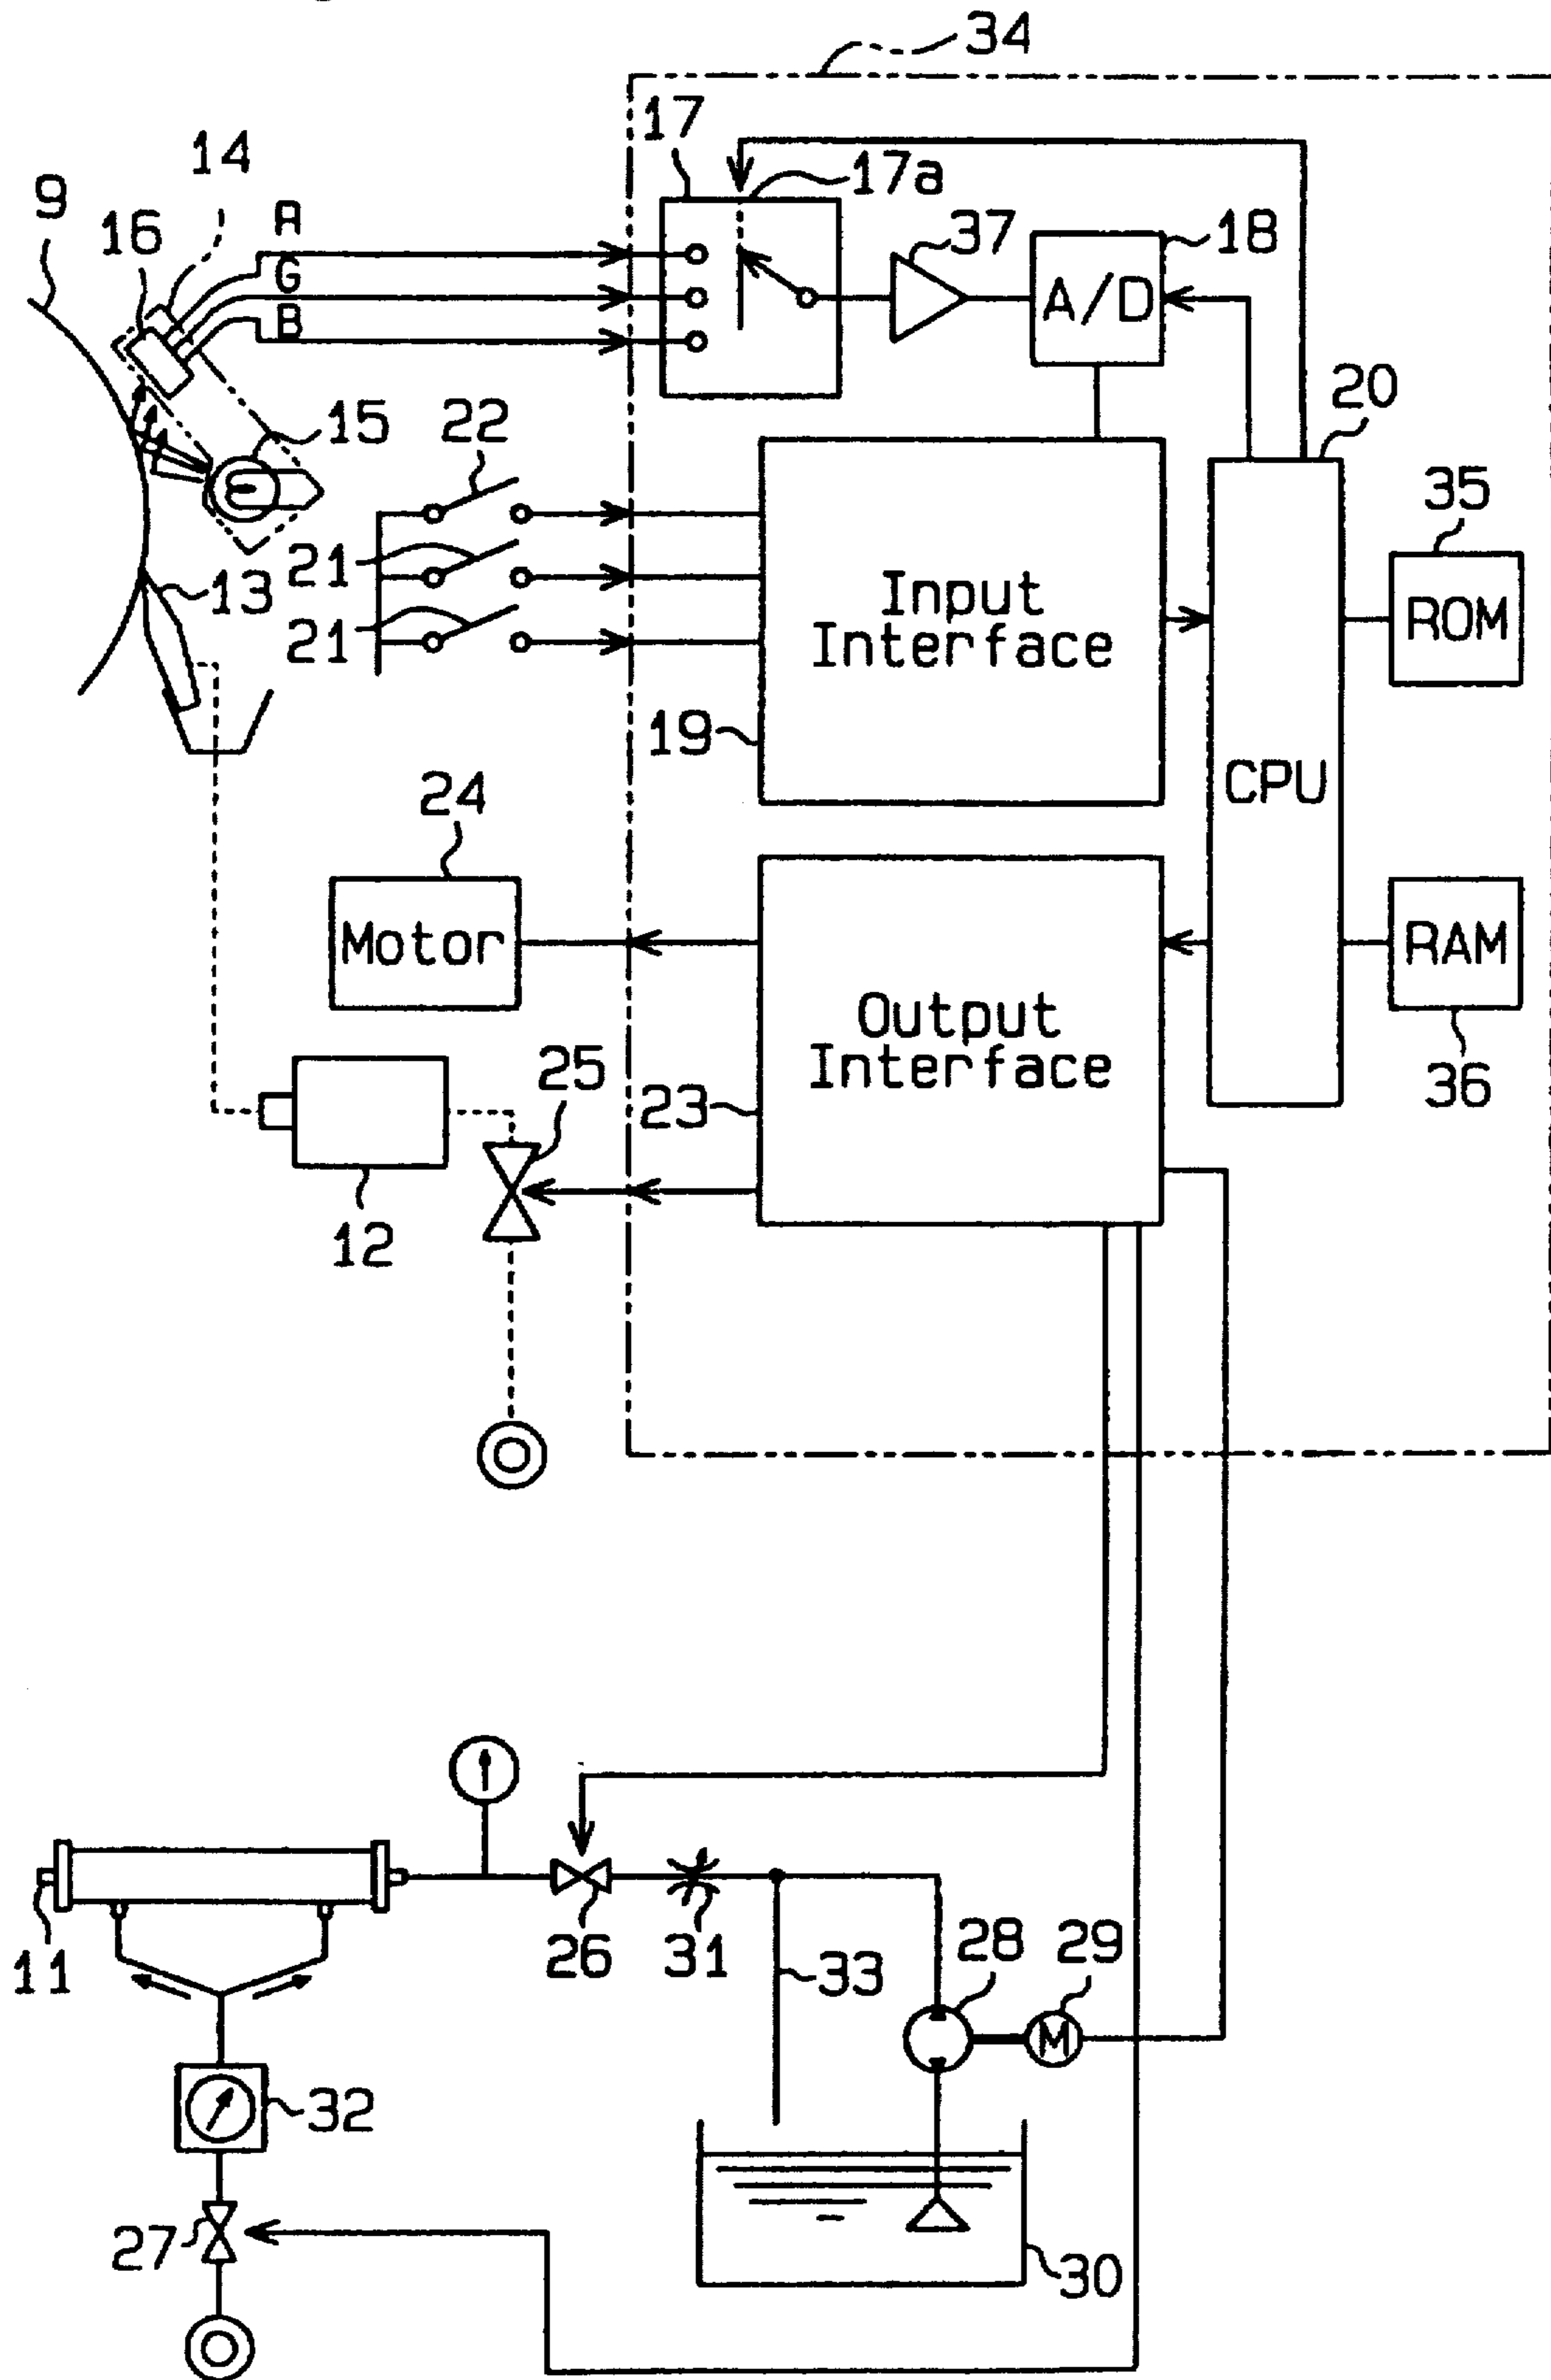 34
17
17a
14
9
16
R
G
B
37
18
A/D
20
15
22
21
21
13
35
ROM
Input
Interface
19
CPU
24
Motor
RAM
36
Output
Interface
25
23
12
11
26
31
33
28
29
M
32
27
30